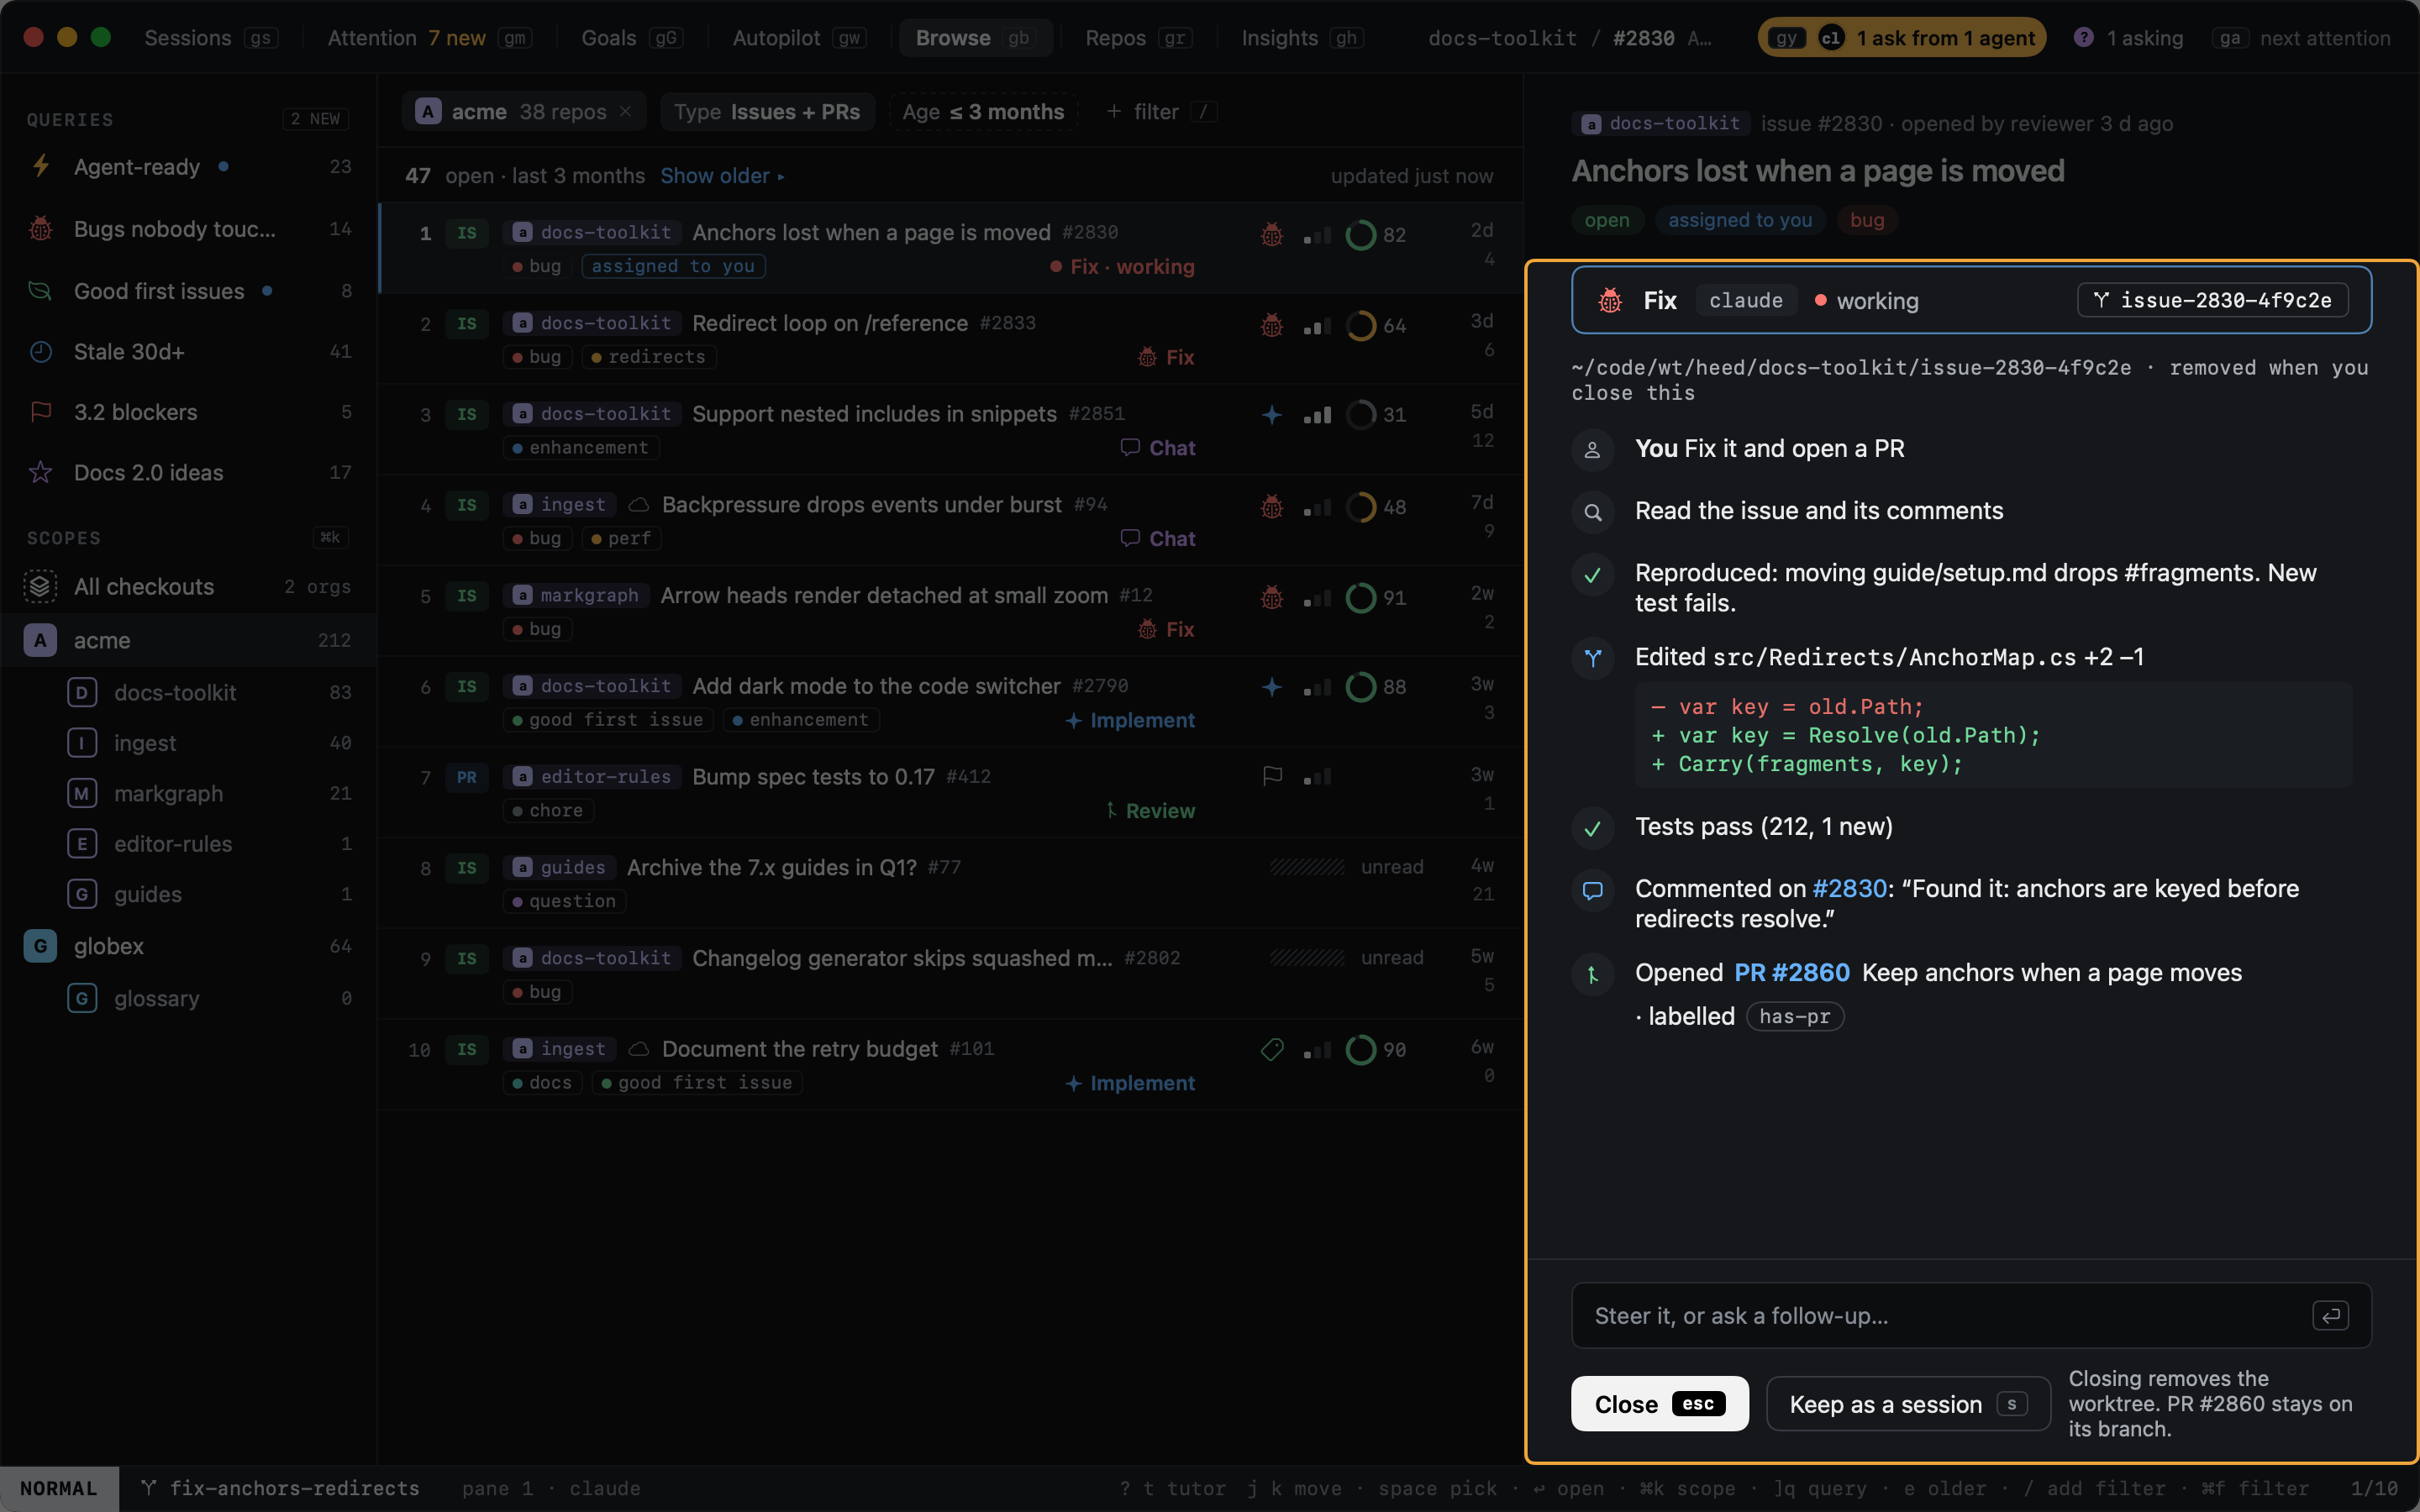 Sessions gs Attention 7 new gm Goals gG Autopilot gw Browse gb Repos gr Insights gh docs-toolkit / #2830 A… gy cl 1 ask from 1 agent ? 1 asking ga next attention
QUERIES 2 NEW
Agent-ready 23
Bugs nobody touc… 14
Good first issues 8
Stale 30d+ 41
3.2 blockers 5
Docs 2.0 ideas 17
SCOPES ⌘k
All checkouts 2 orgs
A acme 212
D docs-toolkit 83
I ingest 40
M markgraph 21
E editor-rules 1
G guides 1
G globex 64
G glossary 0
A acme 38 repos × Type Issues + PRs Age ≤ 3 months + filter /
47 open · last 3 months Show older ▸ updated just now
1 IS a docs-toolkit Anchors lost when a page is moved #2830 82 2d
bug assigned to you Fix · working 4
2 IS a docs-toolkit Redirect loop on /reference #2833 64 3d
bug redirects Fix 6
3 IS a docs-toolkit Support nested includes in snippets #2851 31 5d
enhancement Chat 12
4 IS a ingest Backpressure drops events under burst #94 48 7d
bug perf Chat 9
5 IS a markgraph Arrow heads render detached at small zoom #12 91 2w
bug Fix 2
6 IS a docs-toolkit Add dark mode to the code switcher #2790 88 3w
good first issue enhancement Implement 3
7 PR a editor-rules Bump spec tests to 0.17 #412 3w
chore Review 1
8 IS a guides Archive the 7.x guides in Q1? #77 unread 4w
question 21
9 IS a docs-toolkit Changelog generator skips squashed m… #2802 unread 5w
bug 5
10 IS a ingest Document the retry budget #101 90 6w
docs good first issue Implement 0
a docs-toolkit issue #2830 · opened by reviewer 3 d ago
Anchors lost when a page is moved
open assigned to you bug
Fix claude working issue-2830-4f9c2e
~/code/wt/heed/docs-toolkit/issue-2830-4f9c2e · removed when you
close this
You Fix it and open a PR
Read the issue and its comments
Reproduced: moving guide/setup.md drops #fragments. New
test fails.
Edited src/Redirects/AnchorMap.cs +2 −1
− var key = old.Path;
+ var key = Resolve(old.Path);
+ Carry(fragments, key);
Tests pass (212, 1 new)
Commented on #2830: “Found it: anchors are keyed before
redirects resolve.”
Opened PR #2860 Keep anchors when a page moves
· labelled has-pr
Steer it, or ask a follow-up…
Close esc Keep as a session s
Closing removes the
worktree. PR #2860 stays on
its branch.
NORMAL fix-anchors-redirects pane 1 · claude ? t tutor j k move · space pick · ↩ open · ⌘k scope · ]q query · e older · / add filter · ⌘f filter 1/10